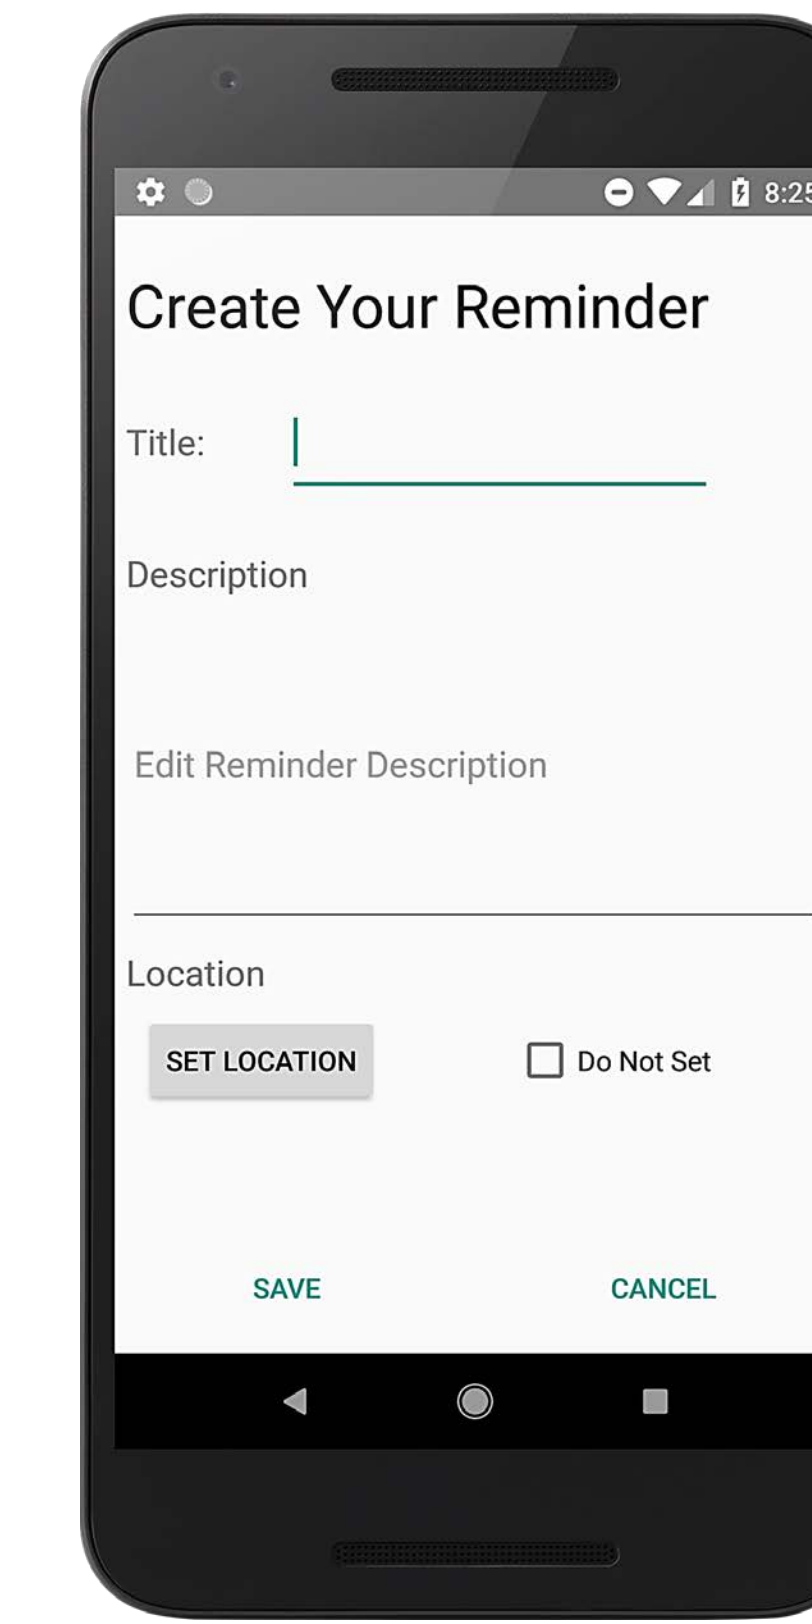 8:25
Create Your Reminder
Title:
Description
Edit Reminder Description
Location
SET LOCATION
Do Not Set
SAVE
CANCEL